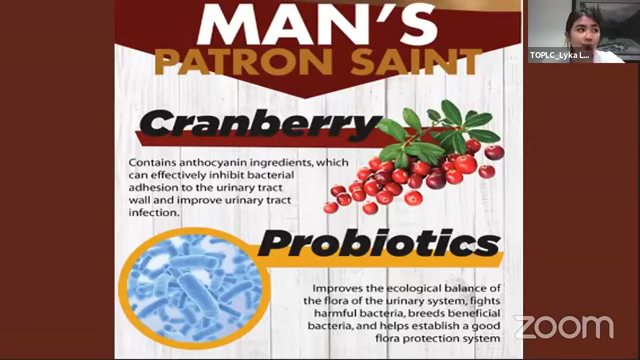 MAN'S
PATRON SAINT
TOPLC_Lyka L...
Cranberry
Contains anthocyanin ingredients, which
can effectively inhibit bacterial
adhesion to the urinary tract
wall and improve urinary tract
infection.
Probiotics
Improves the ecological balance of
the flora of the urinary system, fights
harmful bacteria, breeds beneficial
bacteria, and helps establish a good
flora protection system
zoom